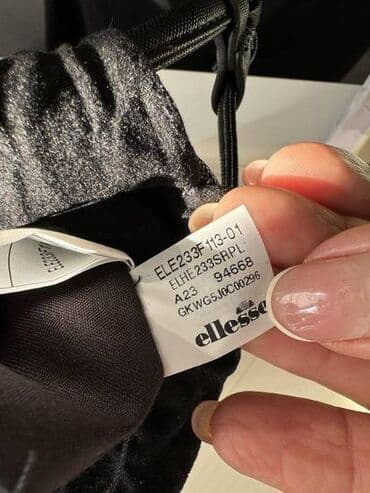 ELE233F113-01
ELHE233SRPL
A23 94668
GKWG5J0C00296
ellesse